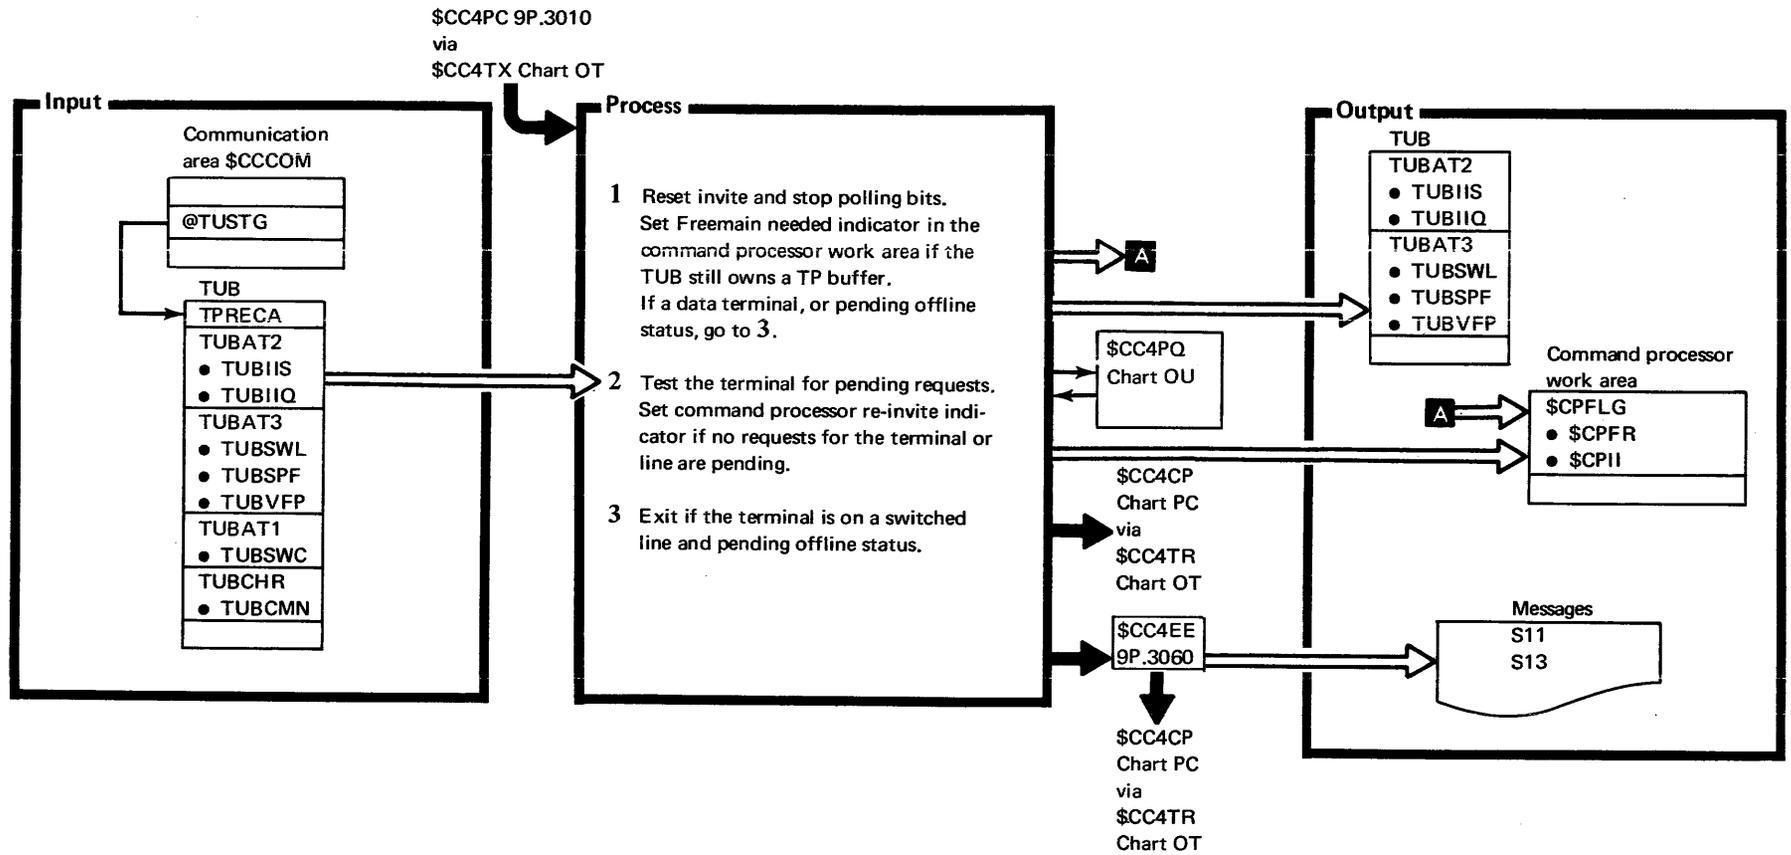 $CC4PC 9P.3010
via
$CC4TX Chart OT
Input
Communication
area $CCCOM
@TUSTG
TUB
TPRECA
TUBAT2
● TUBIIS
● TUBIIQ
TUBAT3
● TUBSWL
● TUBSPF
● TUBVFP
TUBAT1
● TUBSWC
TUBCHR
● TUBCMN
Process
1 Reset invite and stop polling bits.
Set Freemain needed indicator in the
command processor work area if the
TUB still owns a TP buffer.
If a data terminal, or pending offline
status, go to 3.
2 Test the terminal for pending requests.
Set command processor re-invite indi-
cator if no requests for the terminal or
line are pending.
3 Exit if the terminal is on a switched
line and pending offline status.
A
$CC4PQ
Chart OU
$CC4CP
Chart PC
via
$CC4TR
Chart OT
$CC4EE
9P.3060
$CC4CP
Chart PC
via
$CC4TR
Chart OT
Output
TUB
TUBAT2
● TUBIIS
● TUBIIQ
TUBAT3
● TUBSWL
● TUBSPF
● TUBVFP
Command processor
work area
A
$CPFLG
● $CPFR
● $CPII
Messages
S11
S13